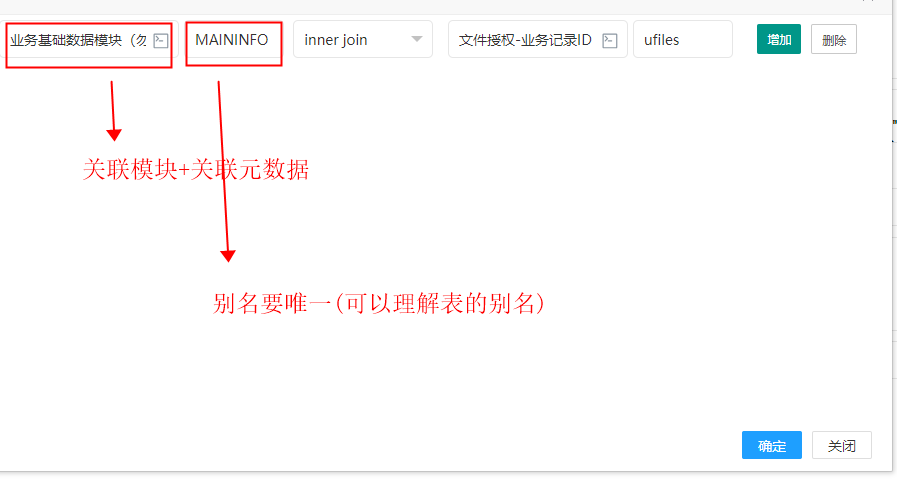 业务基础数据模块（勿 MAININFO inner join 文件授权-业务记录ID ufiles 增加 删除
关联模块+关联元数据
别名要唯一(可以理解表的别名)
确定 关闭